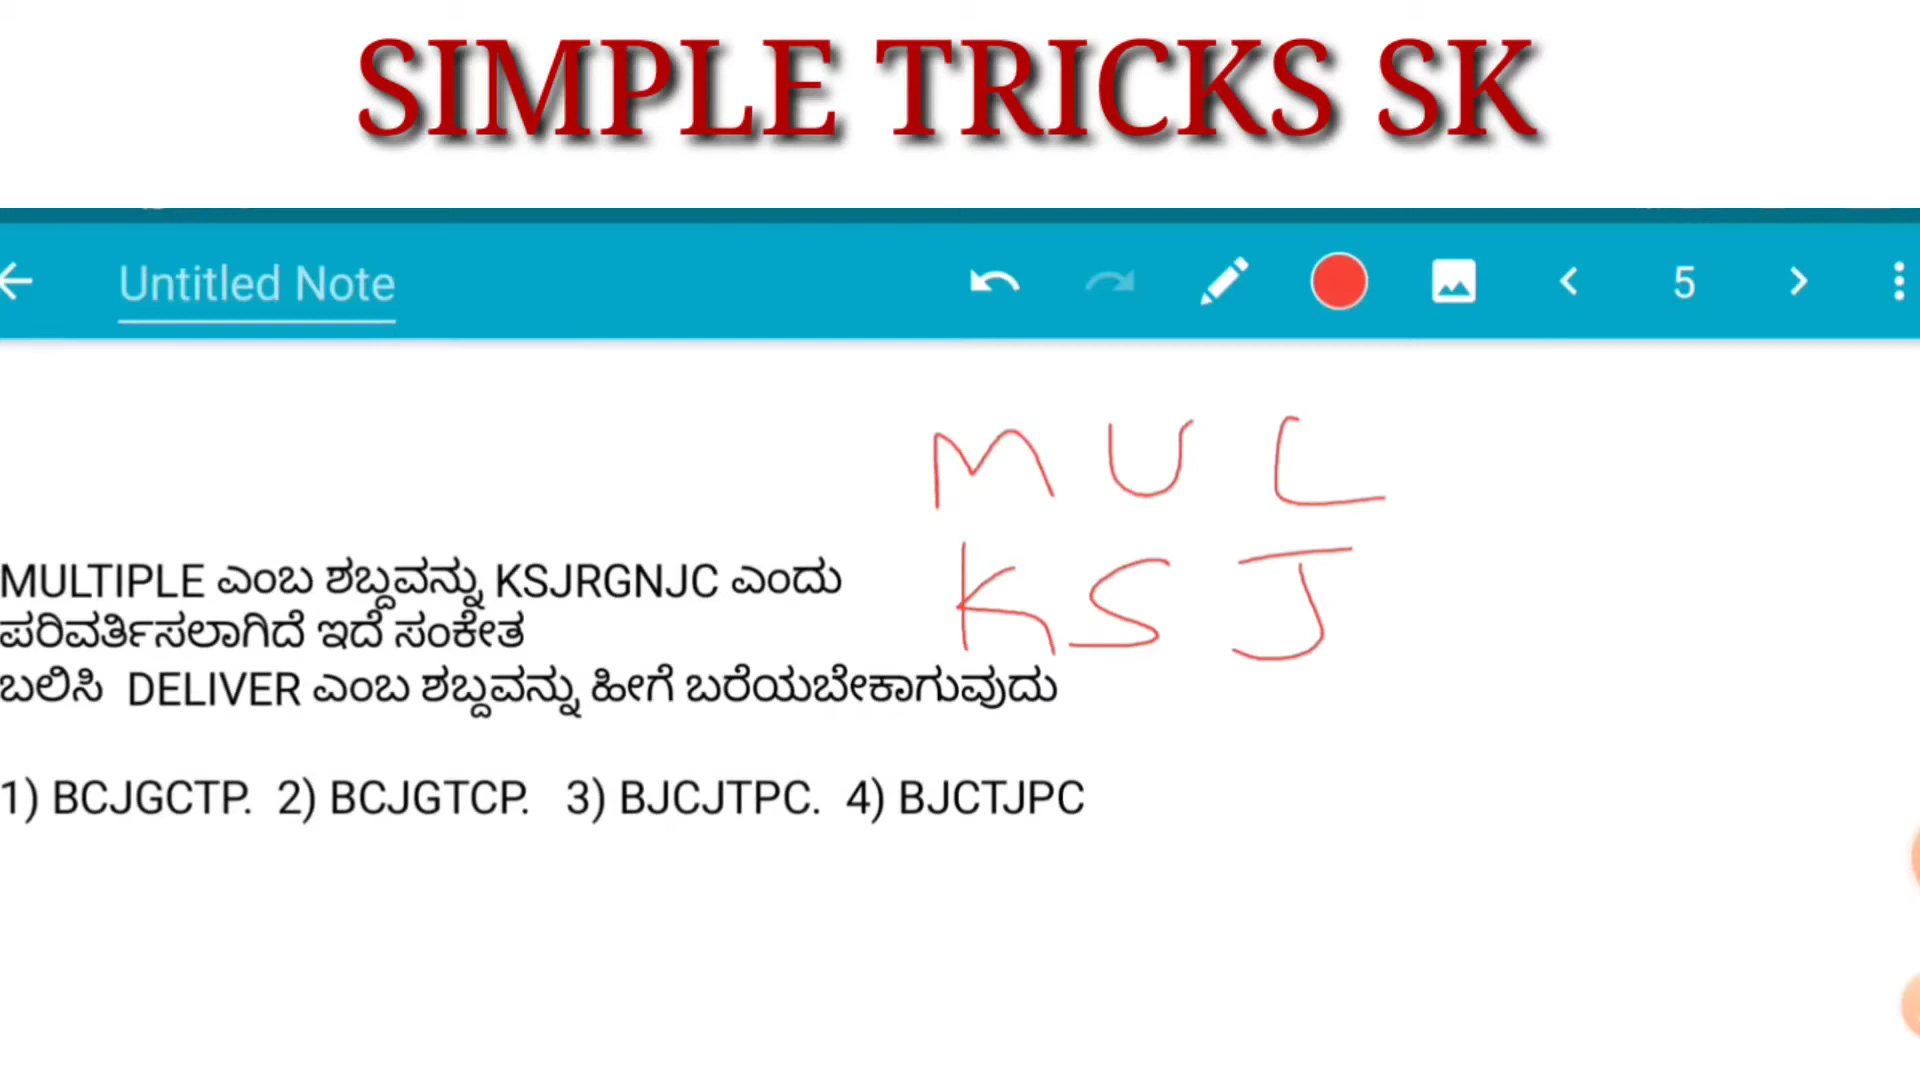 SIMPLE TRICKS SK
Untitled Note
5
M U L
K S J
MULTIPLE ಎಂಬ ಶಬ್ದವನ್ನು KSJRGNJC ಎಂದು
ಪರಿವರ್ತಿಸಲಾಗಿದೆ ಇದೆ ಸಂಕೇತ
ಬಲಿಸಿ DELIVER ಎಂಬ ಶಬ್ದವನ್ನು ಹೀಗೆ ಬರೆಯಬೇಕಾಗುವುದು
1) BCJGCTP. 2) BCJGTCP. 3) BJCJTPC. 4) BJCTJPC